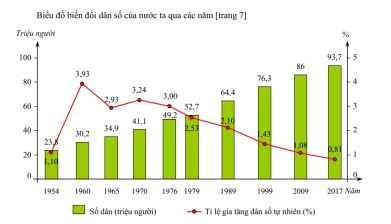 Biểu đồ biến đổi dân số của nước ta qua các năm [trang 7]
Triệu người %
100 5
80 4
60 3
40 2
20 1
0 0
23,8 30,2 34,9 41,1 49,2 52,7 64,4 76,3 86 93,7
1,10 3,93 2,93 3,24 3,00 2,53 2,10 1,43 1,08 0,81
1954 1960 1965 1970 1976 1979 1989 1999 2009 2017 Năm
Số dân (triệu người) Tỉ lệ gia tăng dân số tự nhiên (%)